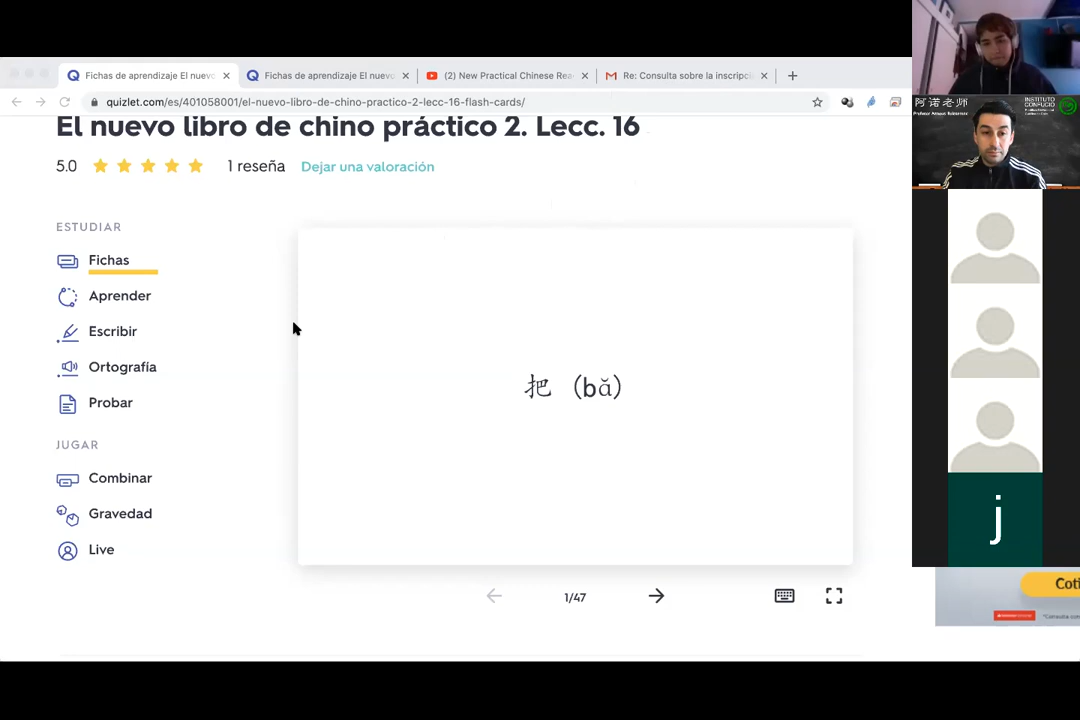 Fichas de aprendizaje El nuevo
Fichas de aprendizaje El nuevo
(2) New Practical Chinese Rea
Re: Consulta sobre la inscripci
quizlet.com/es/401058001/el-nuevo-libro-de-chino-practico-2-lecc-16-flash-cards/
El nuevo libro de chino práctico 2. Lecc. 16
5.0
1 reseña
Dejar una valoración
ESTUDIAR
Fichas
Aprender
Escribir
Ortografía
Probar
JUGAR
Combinar
Gravedad
Live
把 (bǎ)
1/47
阿诺老师
INSTITUTO
CONFUCIO
j
Coti